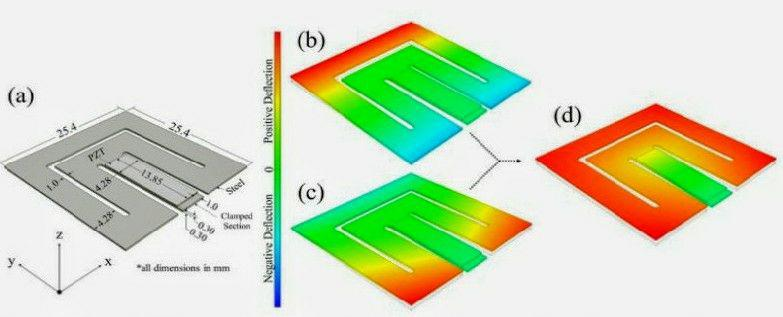 (a)
25.4
25.4
PZT
1.0
4.28
13.85
Steel
1.0
Clamped
Section
0.30
0.30
4.28
z
y
x
*all dimensions in mm
Positive Deflection
0
Negative Deflection
(b)
(c)
(d)